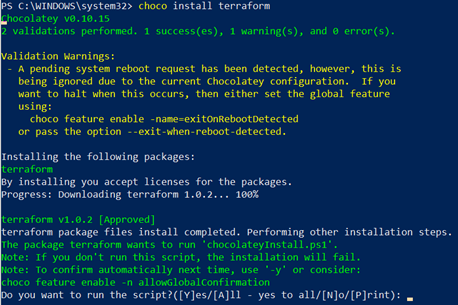 PS C:\WINDOWS\system32> choco install terraform
Chocolatey v0.10.15
2 validations performed. 1 success(es), 1 warning(s), and 0 error(s).
Validation Warnings:
- A pending system reboot request has been detected, however, this is
being ignored due to the current Chocolatey configuration.  If you
want to halt when this occurs, then either set the global feature
using:
choco feature enable -name=exitOnRebootDetected
or pass the option --exit-when-reboot-detected.
Installing the following packages:
terraform
By installing you accept licenses for the packages.
Progress: Downloading terraform 1.0.2... 100%
terraform v1.0.2 [Approved]
terraform package files install completed. Performing other installation steps.
The package terraform wants to run 'chocolateyInstall.ps1'.
Note: If you don't run this script, the installation will fail.
Note: To confirm automatically next time, use '-y' or consider:
choco feature enable -n allowGlobalConfirmation
Do you want to run the script?([Y]es/[A]ll - yes to all/[N]o/[P]rint):